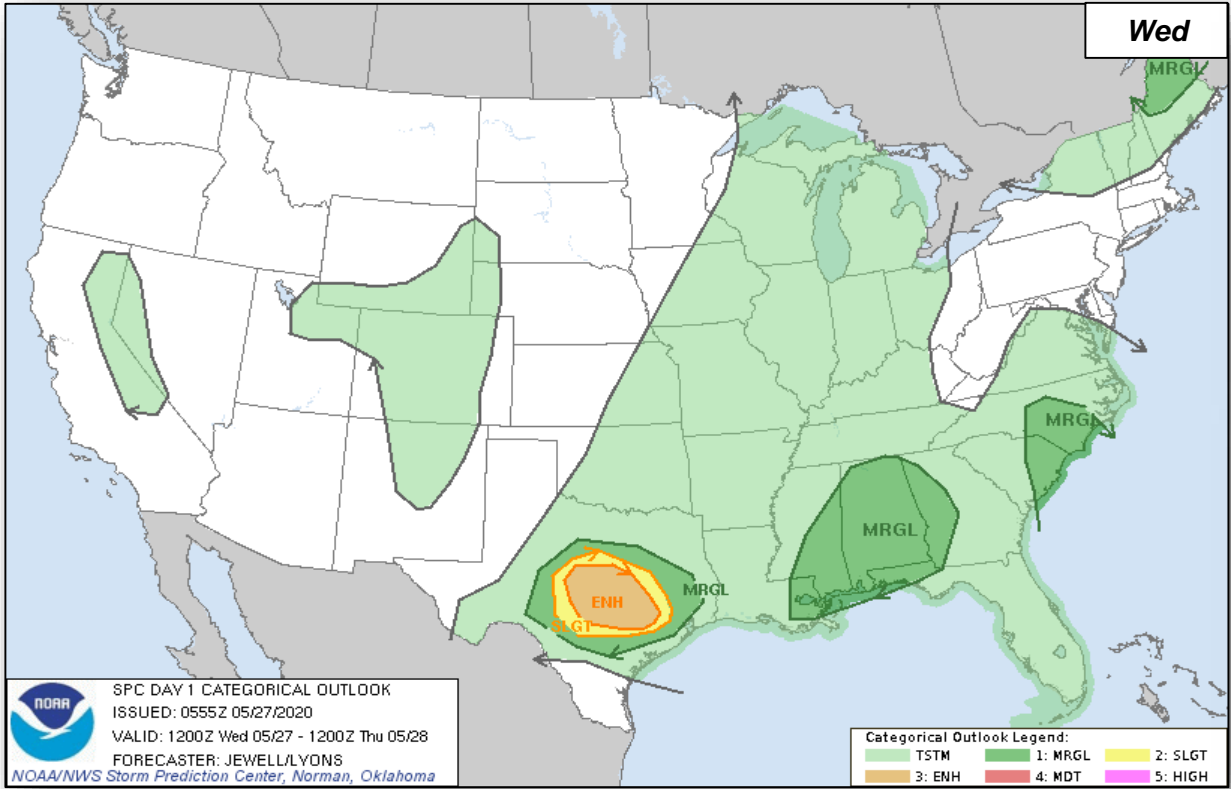 Wed
MRGL
MRGL
MRGL
MRGL
ENH
SLGT
NOAA
SPC DAY 1 CATEGORICAL OUTLOOK
ISSUED: 0555Z 05/27/2020
VALID: 1200Z Wed 05/27 - 1200Z Thu 05/28
FORECASTER: JEWELL/LYONS
NOAA/NWS Storm Prediction Center, Norman, Oklahoma
Categorical Outlook Legend:
TSTM 1: MRGL 2: SLGT
3: ENH 4: MDT 5: HIGH